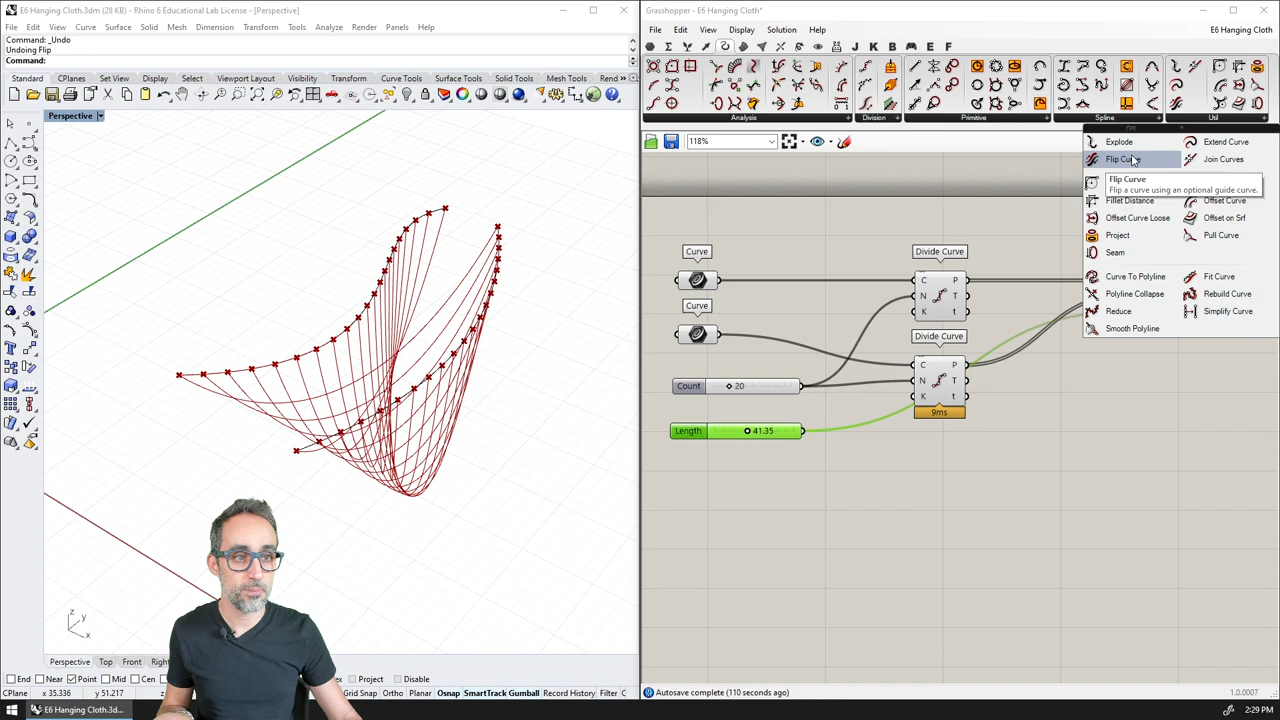 E6 Hanging Cloth.3dm (28 KB) - Rhino 6 Educational Lab License - [Perspective]
File Edit View Curve Surface Solid Mesh Dimension Transform Tools Analyze Render Panels Help
Command: _Undo
Undoing Flip
Command:
Standard CPlanes Set View Display Select Viewport Layout Visibility Transform Curve Tools Surface Tools Solid Tools Mesh Tools Rend »
Perspective
z
y
x
Perspective Top Front Right
End Near Point Mid Cen Project Disable
CPlane x 35.336 y 51.217 z Grid Snap Ortho Planar Osnap SmartTrack Gumball Record History Filter C
E6 Hanging Cloth.3d...
Grasshopper - E6 Hanging Cloth*
File Edit View Display Solution Help
E6 Hanging Cloth*
J K B E F
Analysis Division Primitive Spline Util
118%
Explode
Extend Curve
Flip Curve
Join Curves
Flip Curve
Flip a curve using an optional guide curve.
Fillet Distance
Offset Curve
Offset Curve Loose
Offset on Srf
Project
Pull Curve
Seam
Curve To Polyline
Fit Curve
Polyline Collapse
Rebuild Curve
Reduce
Simplify Curve
Smooth Polyline
Curve
Divide Curve
C P
N T
K t
Curve
Divide Curve
C P
N T
K t
9ms
Count 20
Length 41.35
Autosave complete (110 seconds ago)
1.0.0007
2:29 PM